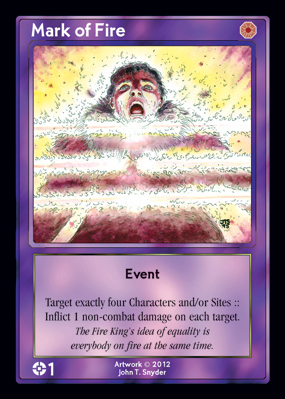 Mark of Fire
Event
Target exactly four Characters and/or Sites ::
Inflict 1 non-combat damage on each target.
The Fire King's idea of equality is
everybody on fire at the same time.
1
Artwork © 2012
John T. Snyder